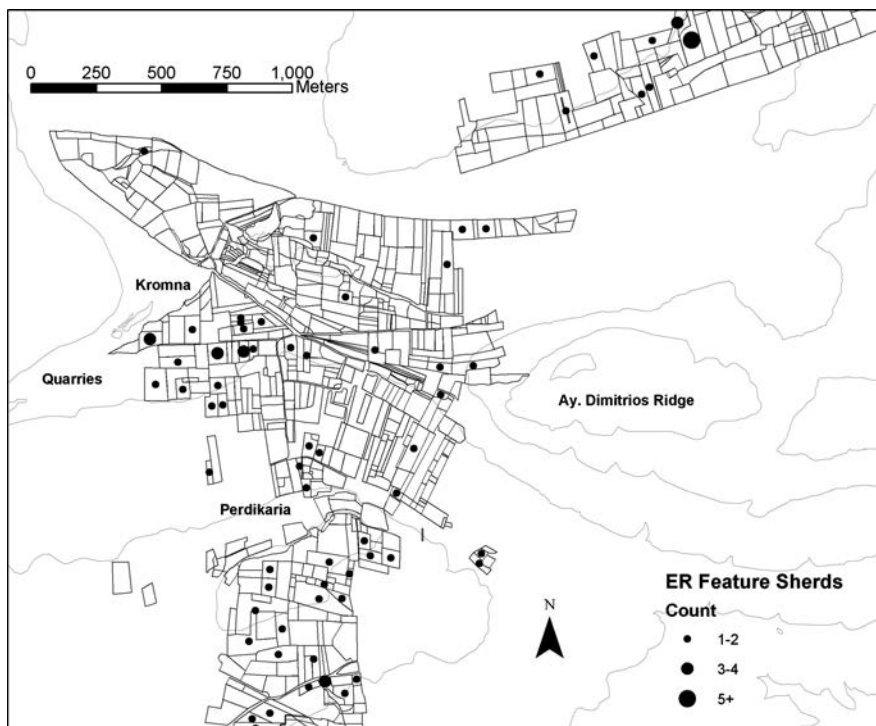 0 250 500 750 1,000
Meters
Kromna
Quarries
Ay. Dimitrios Ridge
Perdikaria
ER Feature Sherds
Count
N
1-2
3-4
5+